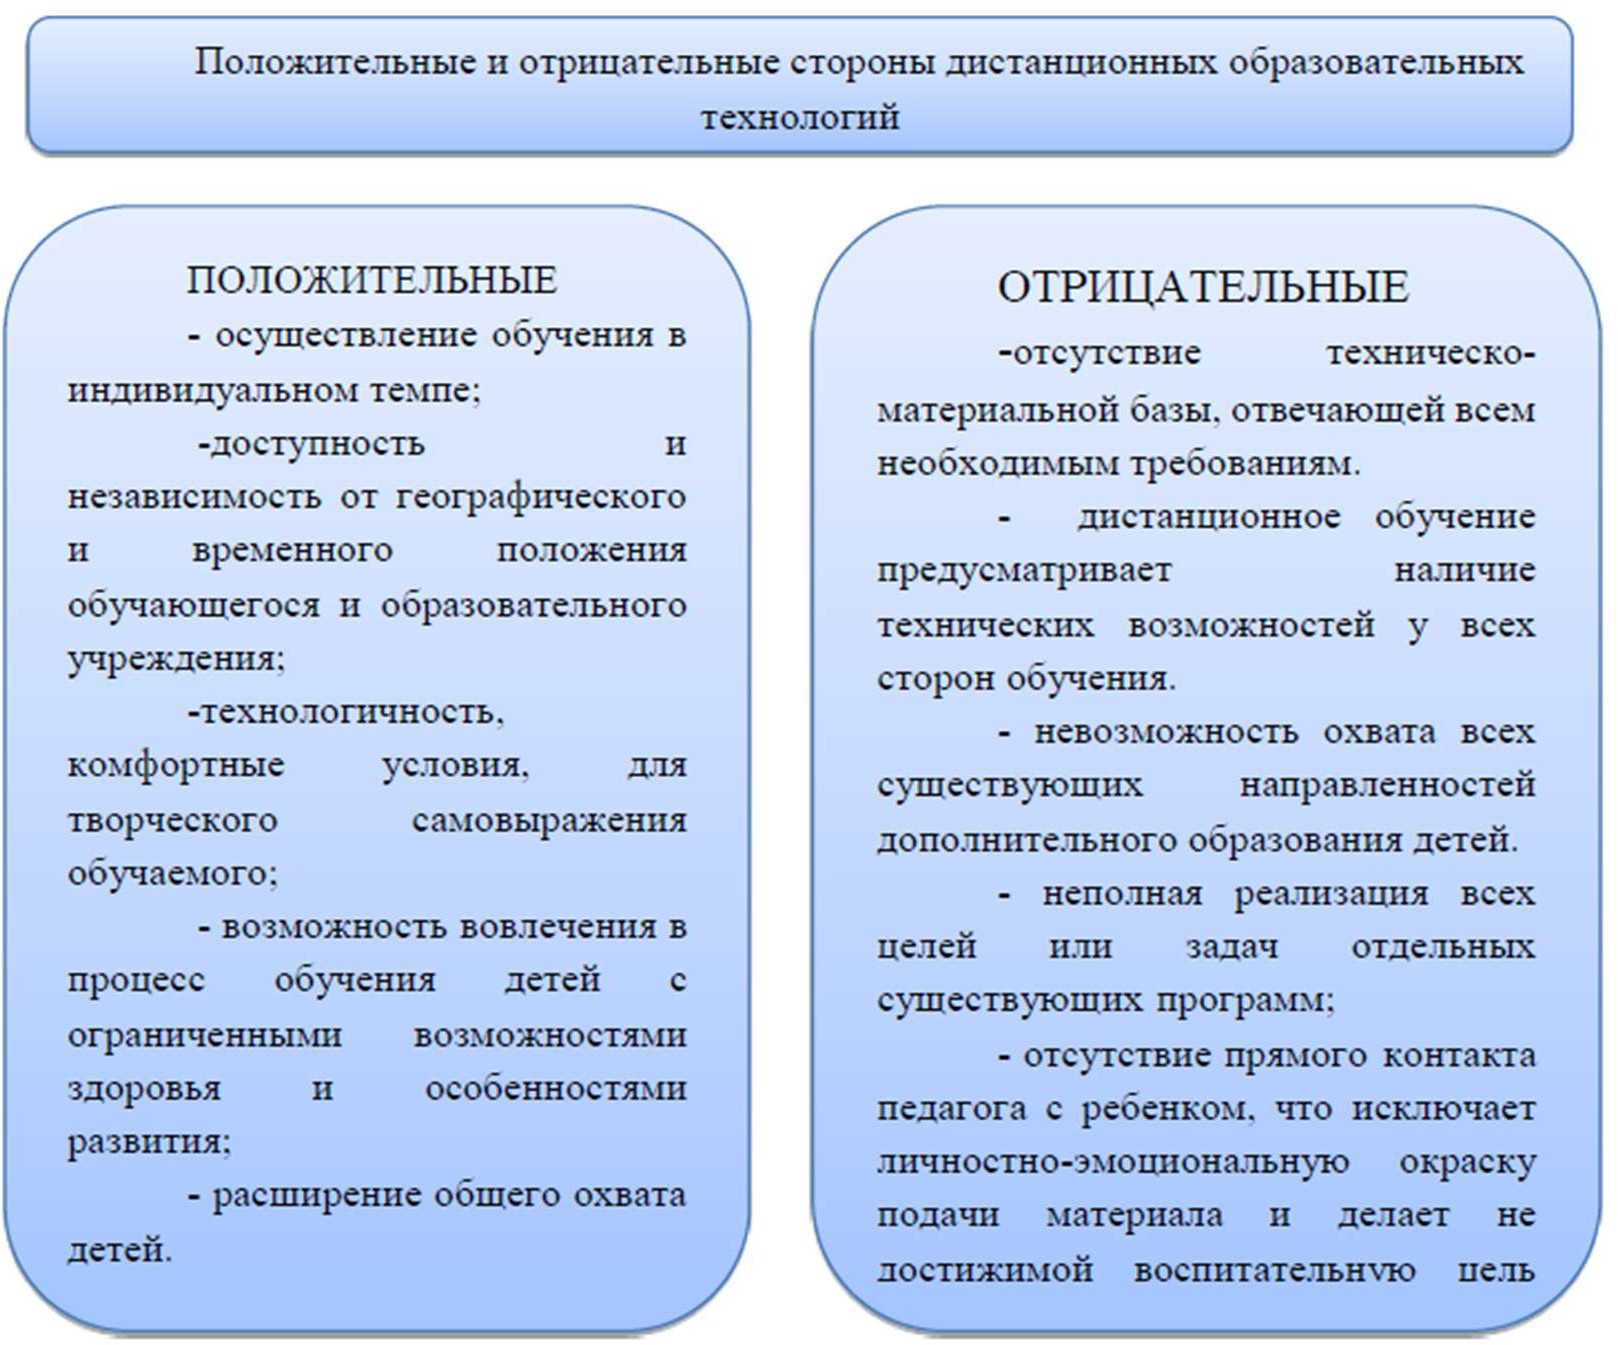 Положительные и отрицательные стороны дистанционных образовательных
технологий
ПОЛОЖИТЕЛЬНЫЕ
- осуществление обучения в
индивидуальном темпе;
-доступность и
независимость от географического
и временного положения
обучающегося и образовательного
учреждения;
-технологичность,
комфортные условия, для
творческого самовыражения
обучаемого;
- возможность вовлечения в
процесс обучения детей с
ограниченными возможностями
здоровья и особенностями
развития;
- расширение общего охвата
детей.
ОТРИЦАТЕЛЬНЫЕ
-отсутствие техническо-
материальной базы, отвечающей всем
необходимым требованиям.
- дистанционное обучение
предусматривает наличие
технических возможностей у всех
сторон обучения.
- невозможность охвата всех
существующих направленностей
дополнительного образования детей.
- неполная реализация всех
целей или задач отдельных
существующих программ;
- отсутствие прямого контакта
педагога с ребенком, что исключает
личностно-эмоциональную окраску
подачи материала и делает не
достижимой воспитательную цель